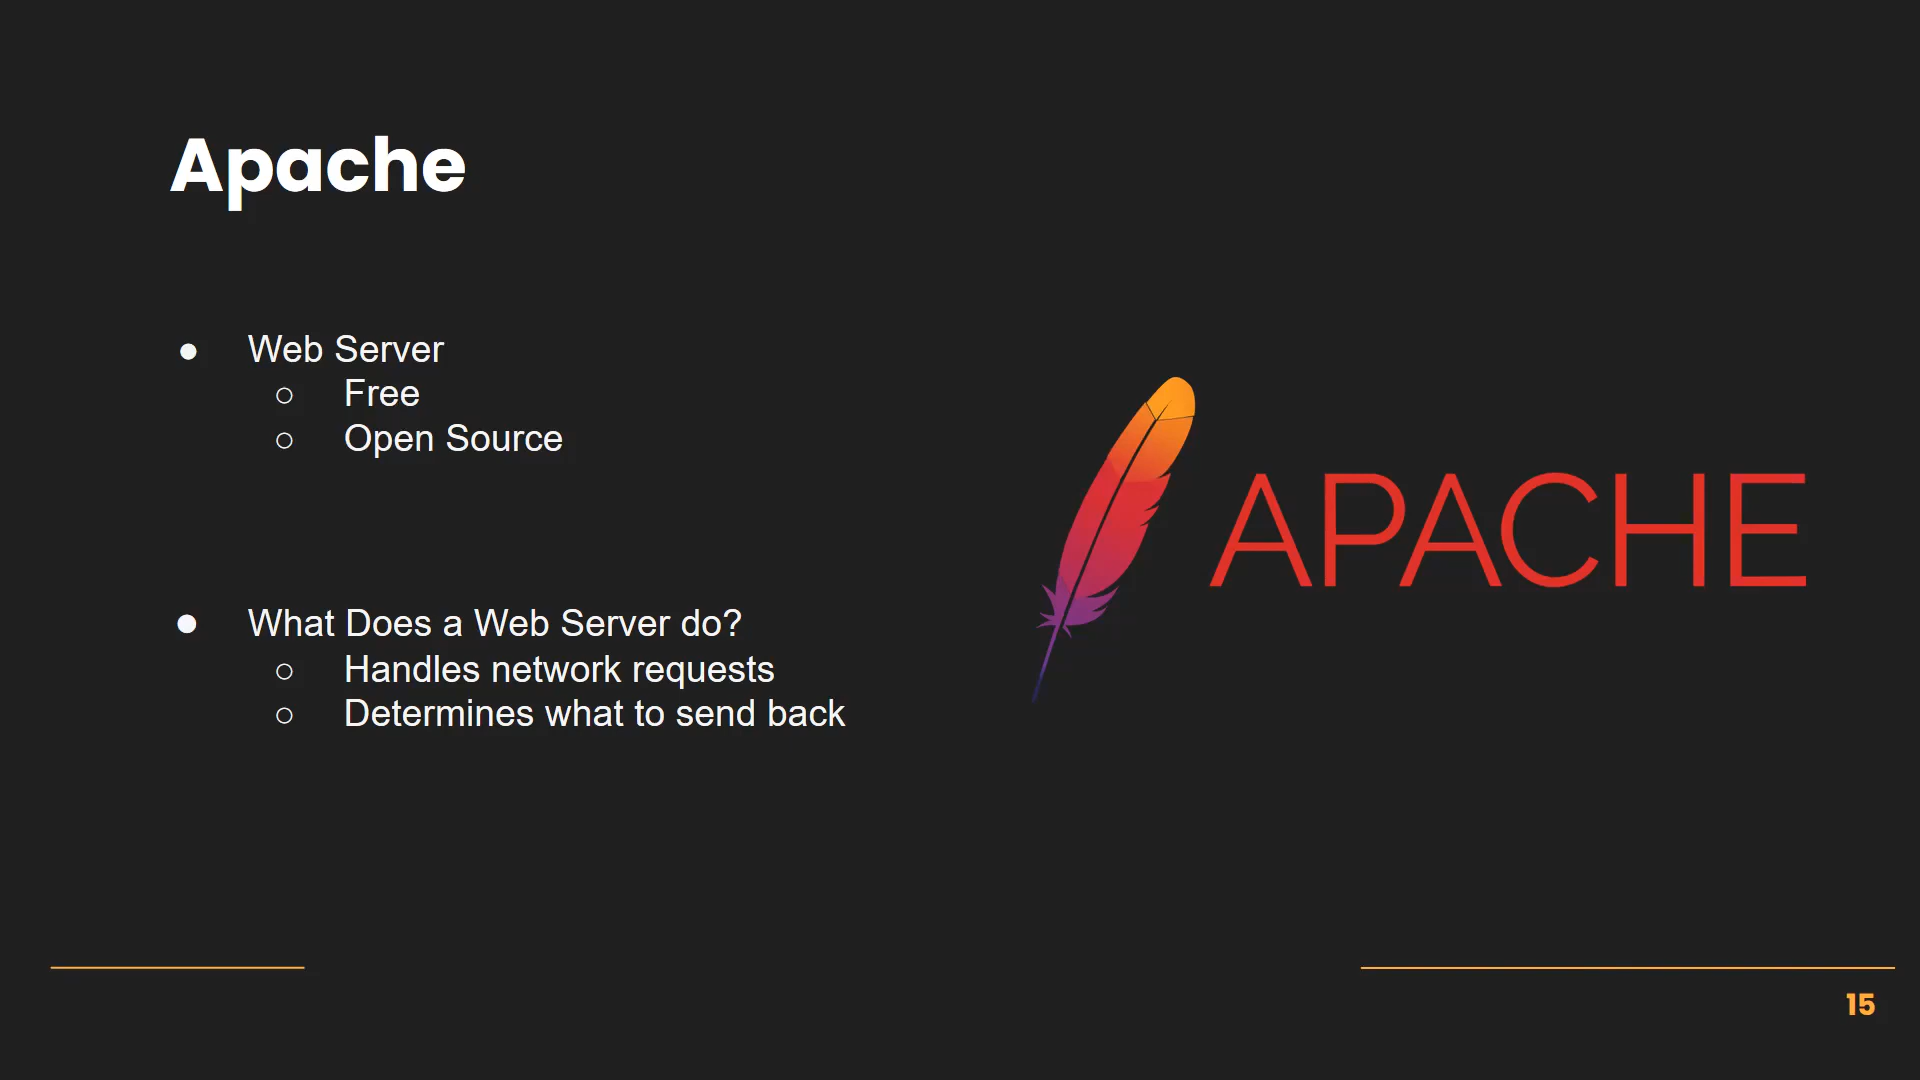 Apache
● Web Server
○ Free
○ Open Source
● What Does a Web Server do?
○ Handles network requests
○ Determines what to send back
APACHE
15